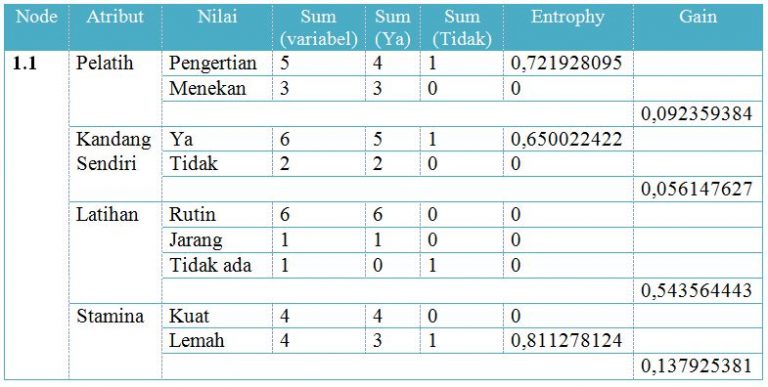 Node Atribut Nilai Sum (variabel) Sum (Ya) Sum (Tidak) Entrophy Gain
1.1 Pelatih Pengertian 5 4 1 0,721928095
Menekan 3 3 0 0
0,092359384
Kandang Sendiri Ya 6 5 1 0,650022422
Tidak 2 2 0 0
0,056147627
Latihan Rutin 6 6 0 0
Jarang 1 1 0 0
Tidak ada 1 0 1 0
0,543564443
Stamina Kuat 4 4 0 0
Lemah 4 3 1 0,811278124
0,137925381